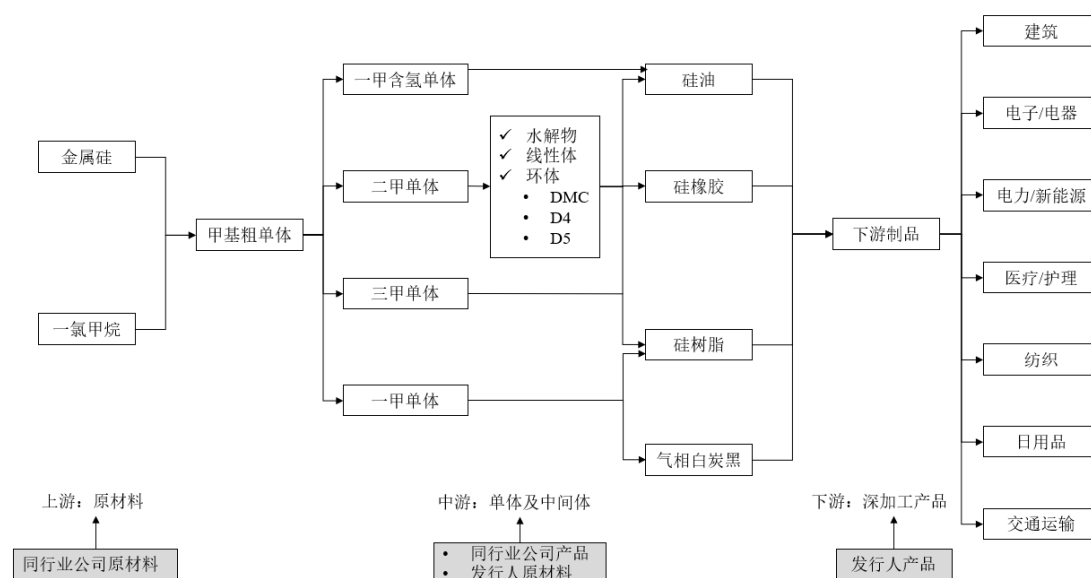 金属硅
一氯甲烷
甲基粗单体
一甲含氢单体
二甲单体
三甲单体
一甲单体
✓ 水解物
✓ 线性体
✓ 环体
• DMC
• D4
• D5
硅油
硅橡胶
硅树脂
气相白炭黑
下游制品
建筑
电子/电器
电力/新能源
医疗/护理
纺织
日用品
交通运输
上游：原材料
同行业公司原材料
中游：单体及中间体
• 同行业公司产品
• 发行人原材料
下游：深加工产品
发行人产品